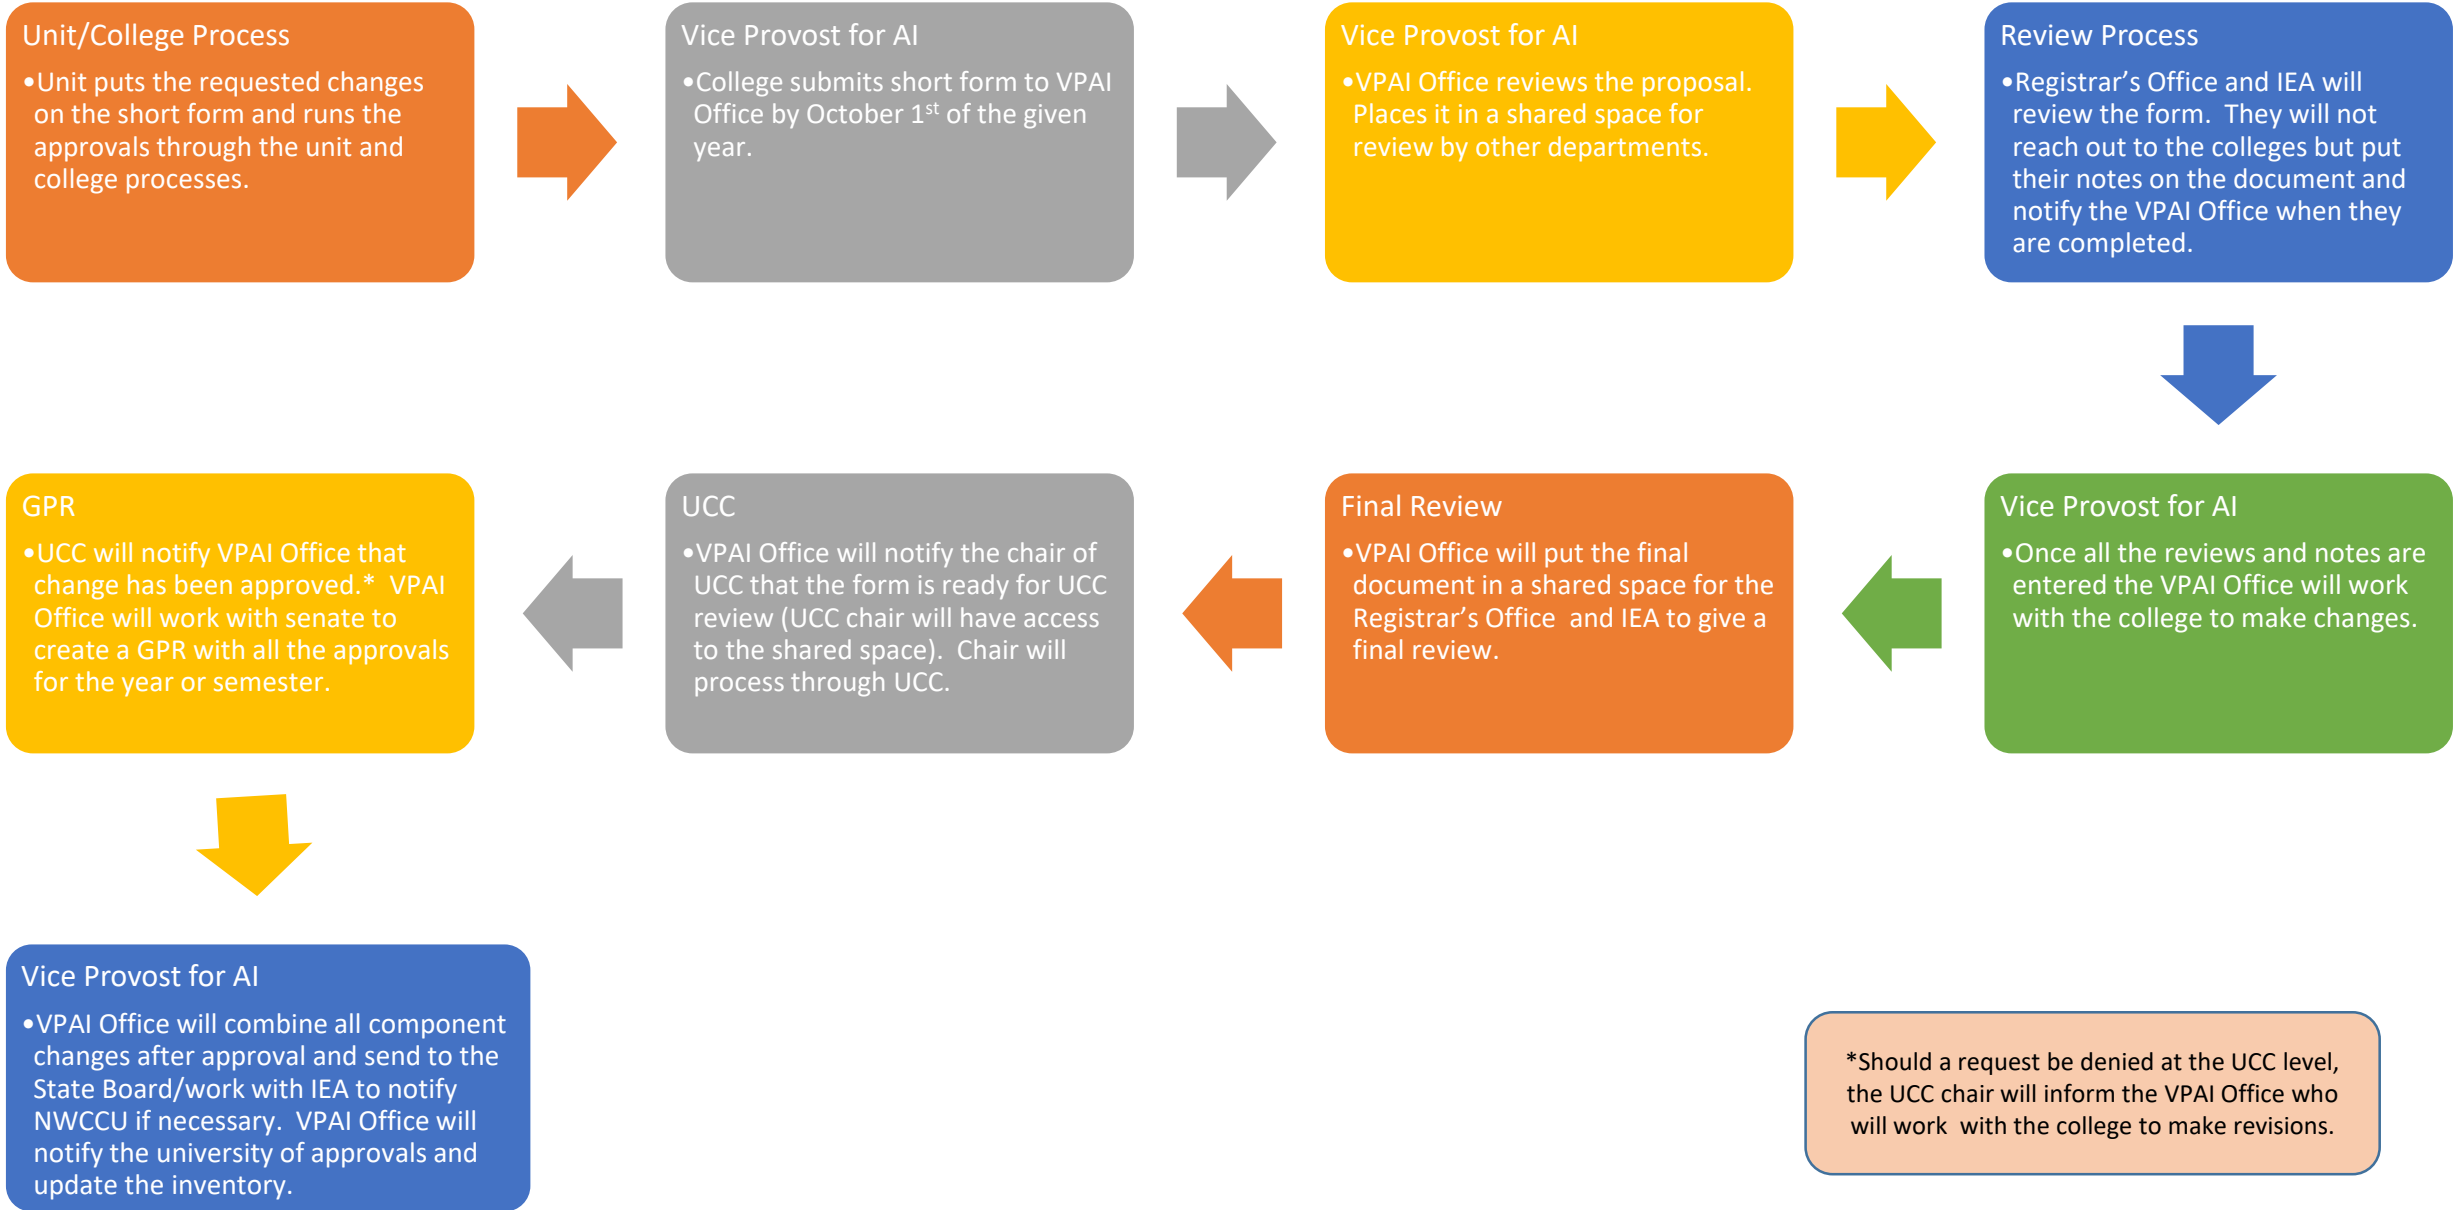 Unit/College Process
•Unit puts the requested changes
on the short form and runs the
approvals through the unit and
college processes.
Vice Provost for AI
•College submits short form to VPAI
Office by October 1st of the given
year.
Vice Provost for AI
•VPAI Office reviews the proposal.
Places it in a shared space for
review by other departments.
Review Process
•Registrar’s Office and IEA will
review the form.  They will not
reach out to the colleges but put
their notes on the document and
notify the VPAI Office when they
are completed.
Vice Provost for AI
•Once all the reviews and notes are
entered the VPAI Office will work
with the college to make changes.
Final Review
•VPAI Office will put the final
document in a shared space for the
Registrar’s Office  and IEA to give a
final review.
UCC
•VPAI Office will notify the chair of
UCC that the form is ready for UCC
review (UCC chair will have access
to the shared space).  Chair will
process through UCC.
GPR
•UCC will notify VPAI Office that
change has been approved.*  VPAI
Office will work with senate to
create a GPR with all the approvals
for the year or semester.
Vice Provost for AI
•VPAI Office will combine all component
changes after approval and send to the
State Board/work with IEA to notify
NWCCU if necessary.  VPAI Office will
notify the university of approvals and
update the inventory.
*Should a request be denied at the UCC level,
the UCC chair will inform the VPAI Office who
will work  with the college to make revisions.